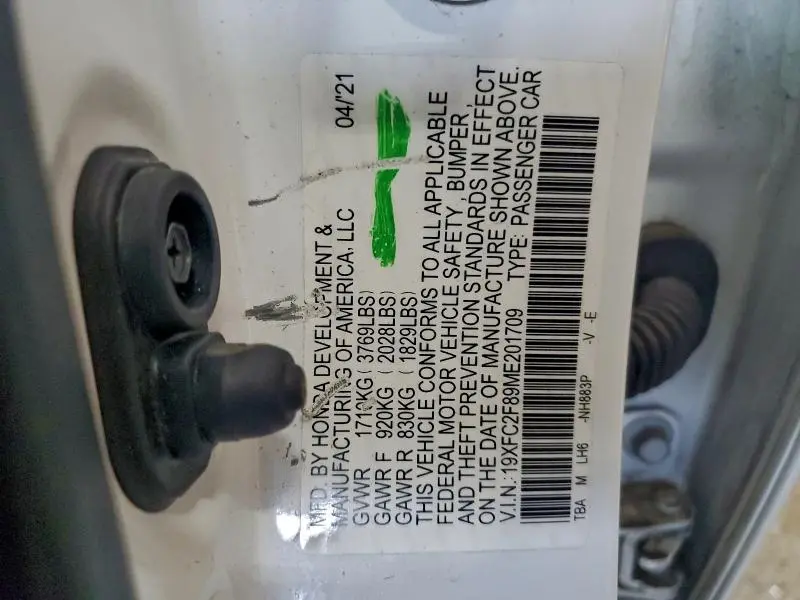 MFD. BY HONDA DEVELOPMENT &
MANUFACTURING OF AMERICA, LLC 04/'21
GVWR 1710KG (3769LBS)
GAWR F 920KG ( 2028LBS)
GAWR R 830KG ( 1829LBS)
THIS VEHICLE CONFORMS TO ALL APPLICABLE
FEDERAL MOTOR VEHICLE SAFETY, BUMPER,
AND THEFT PREVENTION STANDARDS IN EFFECT
ON THE DATE OF MANUFACTURE SHOWN ABOVE.
V.I.N.:19XFC2F89ME201709 TYPE: PASSENGER CAR
TBA M LH6 -NH883P -V -E